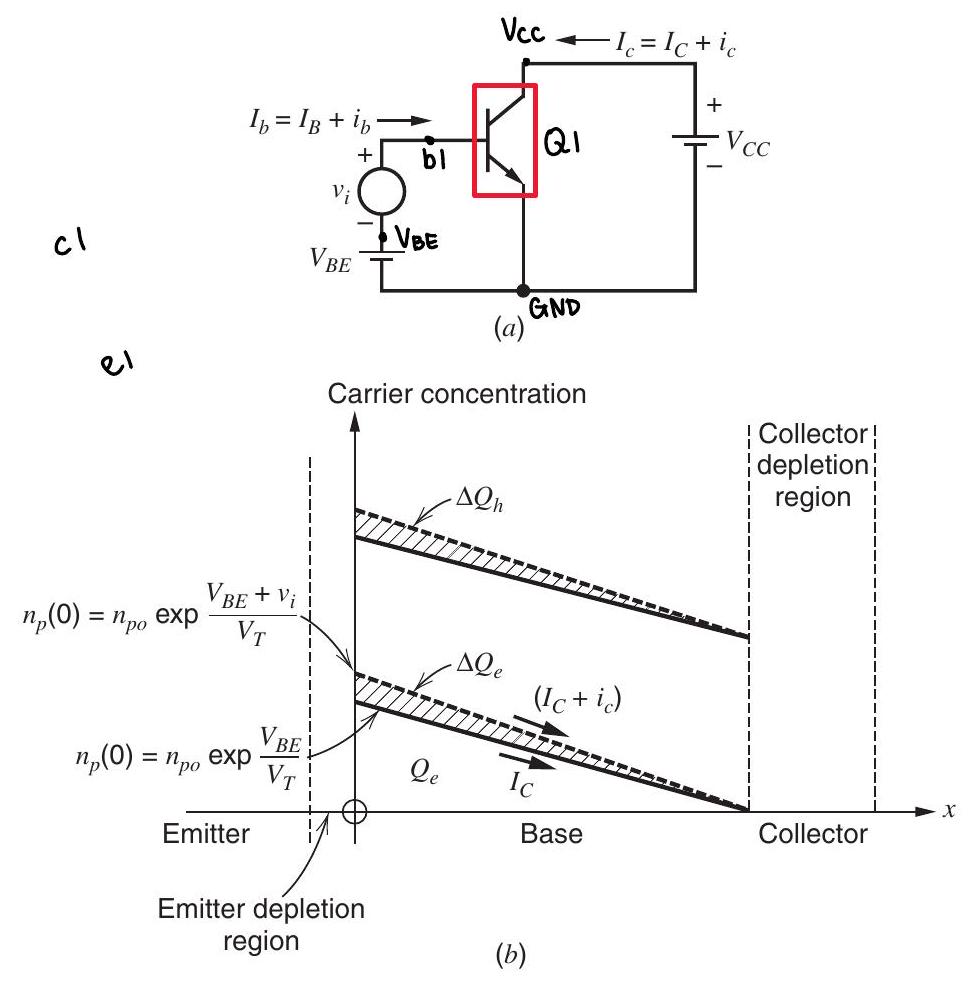 Vcc
I_c = I_C + i_c
I_b = I_B + i_b
+
b1
Q1
+
V_CC
−
v_i
−
V_BE
V_BE
c1
GND
(a)
e1
Carrier concentration
Collector
depletion
region
ΔQ_h
n_p(0) = n_po exp (V_BE + v_i)/V_T
ΔQ_e
(I_C + i_c)
n_p(0) = n_po exp V_BE/V_T
Q_e
I_C
x
Emitter
Base
Collector
Emitter depletion
region
(b)